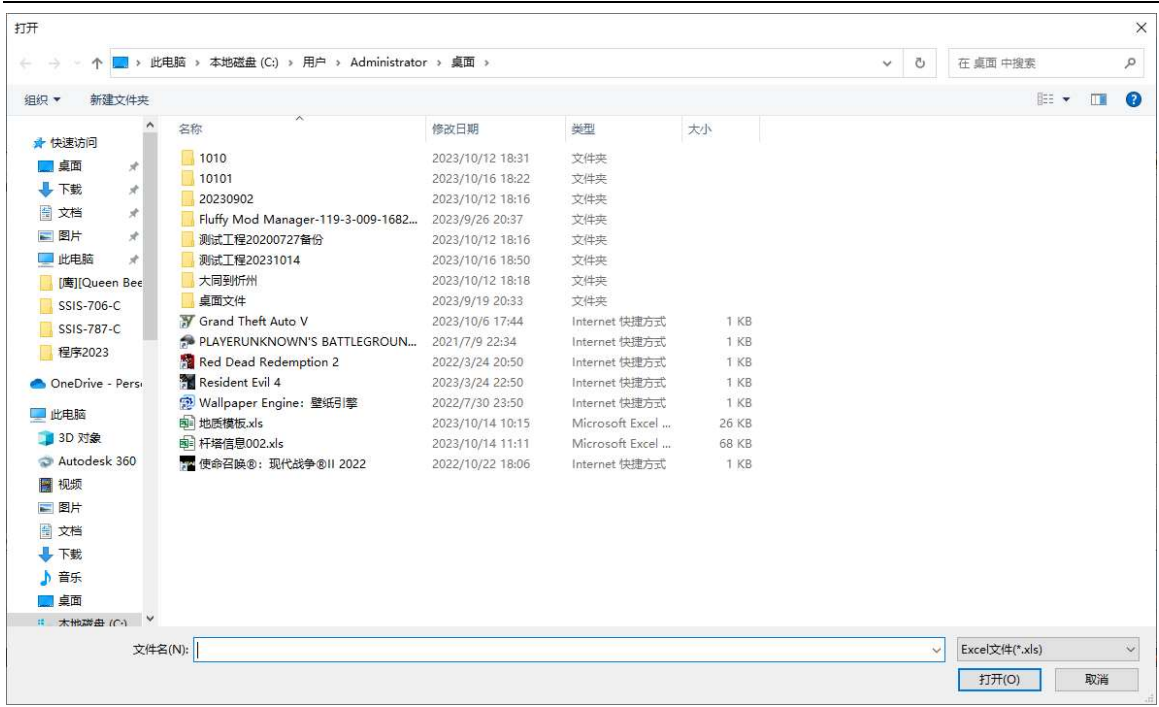 打开
此电脑 › 本地磁盘 (C:) › 用户 › Administrator › 桌面 ›
在 桌面 中搜索
组织 新建文件夹
名称 修改日期 类型 大小
快速访问
桌面
下载
文档
图片
此电脑
[庵][Queen Bee
SSIS-706-C
SSIS-787-C
程序2023
OneDrive - Perso
此电脑
3D 对象
Autodesk 360
视频
图片
文档
下载
音乐
桌面
本地磁盘 (C:)
1010 2023/10/12 18:31 文件夹
10101 2023/10/16 18:22 文件夹
20230902 2023/10/12 18:16 文件夹
Fluffy Mod Manager-119-3-009-1682... 2023/9/26 20:37 文件夹
测试工程20200727备份 2023/10/12 18:16 文件夹
测试工程20231014 2023/10/16 18:50 文件夹
大同到忻州 2023/10/12 18:18 文件夹
桌面文件 2023/9/19 20:33 文件夹
Grand Theft Auto V 2023/10/6 17:44 Internet 快捷方式 1 KB
PLAYERUNKNOWN'S BATTLEGROUN... 2021/7/9 22:34 Internet 快捷方式 1 KB
Red Dead Redemption 2 2022/3/24 20:50 Internet 快捷方式 1 KB
Resident Evil 4 2023/3/24 22:50 Internet 快捷方式 1 KB
Wallpaper Engine：壁纸引擎 2022/7/30 23:50 Internet 快捷方式 1 KB
地质模板.xls 2023/10/14 10:15 Microsoft Excel ... 26 KB
杆塔信息002.xls 2023/10/14 11:11 Microsoft Excel ... 68 KB
使命召唤®：现代战争®II 2022 2022/10/22 18:06 Internet 快捷方式 1 KB
文件名(N):
Excel文件(*.xls)
打开(O) 取消